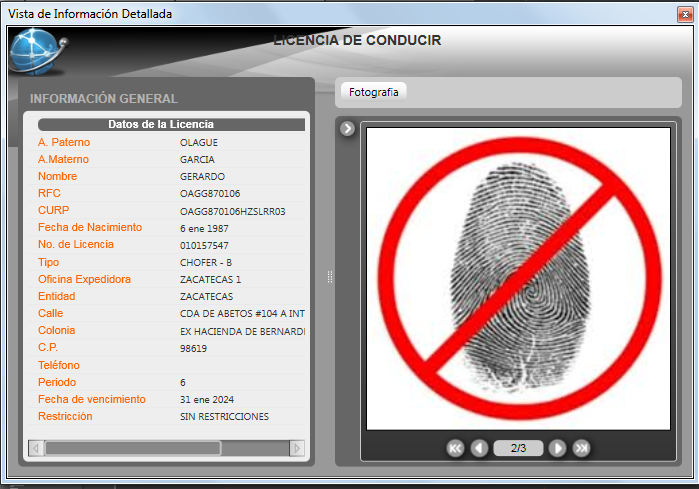 Vista de Información Detallada
LICENCIA DE CONDUCIR
INFORMACIÓN GENERAL
Datos de la Licencia
A. Paterno OLAGUE
A.Materno GARCIA
Nombre GERARDO
RFC OAGG870106
CURP OAGG870106HZSLRR03
Fecha de Nacimiento 6 ene 1987
No. de Licencia 010157547
Tipo CHOFER - B
Oficina Expedidora ZACATECAS 1
Entidad ZACATECAS
Calle CDA DE ABETOS #104 A INT
Colonia EX HACIENDA DE BERNARD
C.P. 98619
Teléfono
Periodo 6
Fecha de vencimiento 31 ene 2024
Restricción SIN RESTRICCIONES
Fotografia
2/3